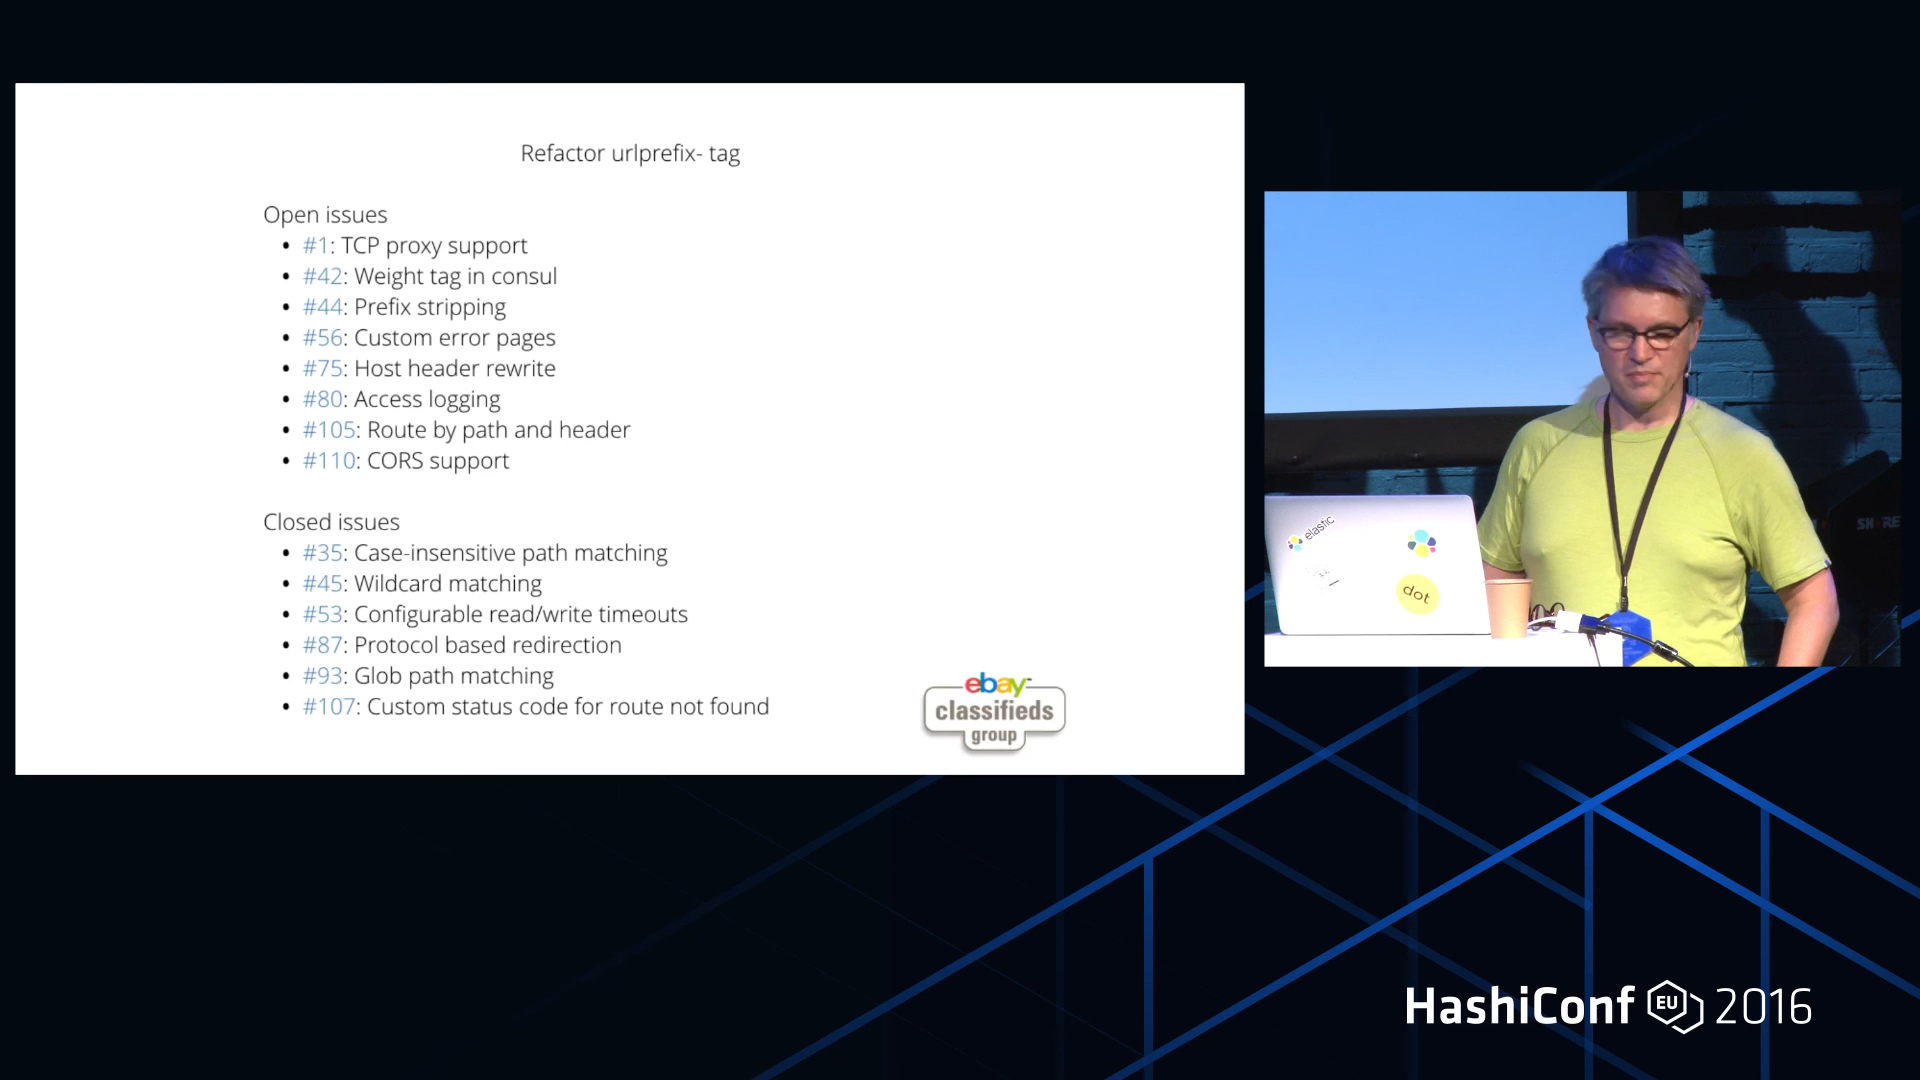 Refactor urlprefix- tag
Open issues
• #1: TCP proxy support
• #42: Weight tag in consul
• #44: Prefix stripping
• #56: Custom error pages
• #75: Host header rewrite
• #80: Access logging
• #105: Route by path and header
• #110: CORS support
Closed issues
• #35: Case-insensitive path matching
• #45: Wildcard matching
• #53: Configurable read/write timeouts
• #87: Protocol based redirection
• #93: Glob path matching
• #107: Custom status code for route not found
ebay
classifieds
group
elastic
dot
HashiConf EU 2016